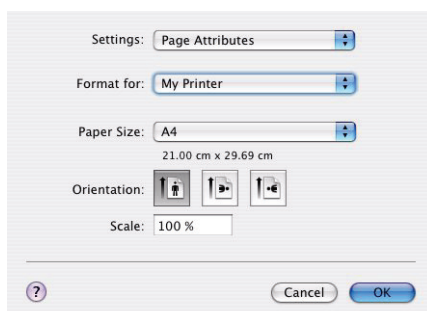 Settings: Page Attributes
Format for: My Printer
Paper Size: A4
21.00 cm x 29.69 cm
Orientation:
Scale: 100 %
? Cancel OK